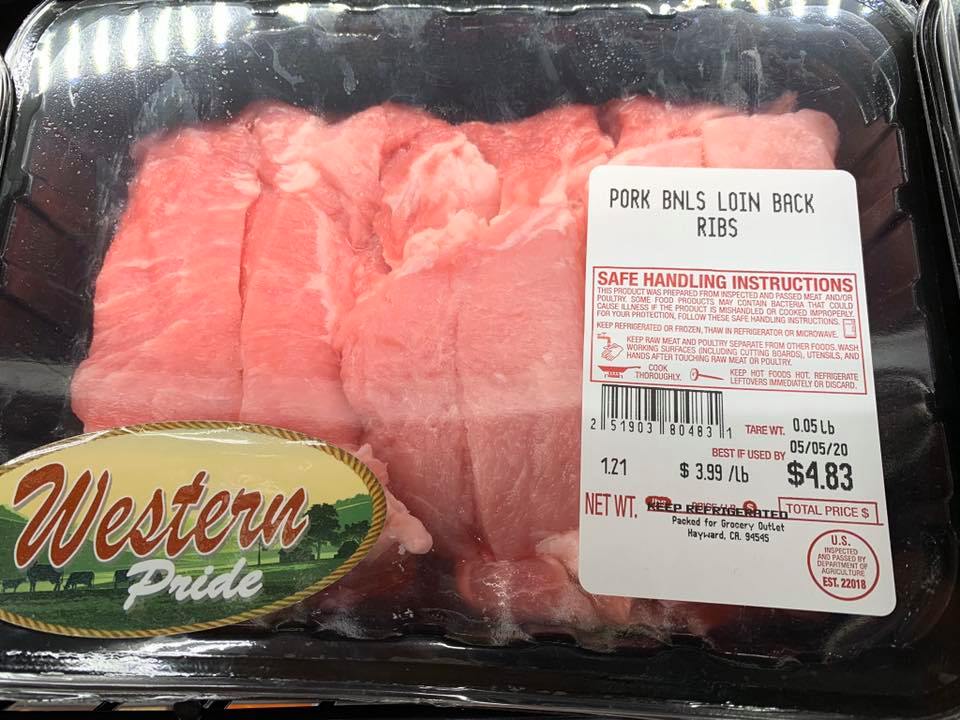 PORK BNLS LOIN BACK
RIBS
SAFE HANDLING INSTRUCTIONS
THIS PRODUCT WAS PREPARED FROM INSPECTED AND PASSED MEAT AND/OR
POULTRY. SOME FOOD PRODUCTS MAY CONTAIN BACTERIA THAT COULD
CAUSE ILLNESS IF THE PRODUCT IS MISHANDLED OR COOKED IMPROPERLY.
FOR YOUR PROTECTION, FOLLOW THESE SAFE HANDLING INSTRUCTIONS.
KEEP REFRIGERATED OR FROZEN, THAW IN REFRIGERATOR OR MICROWAVE.
KEEP RAW MEAT AND POULTRY SEPARATE FROM OTHER FOODS. WASH
WORKING SURFACES (INCLUDING CUTTING BOARDS), UTENSILS, AND
HANDS AFTER TOUCHING RAW MEAT OR POULTRY.
COOK
THOROUGHLY.
KEEP HOT FOODS HOT. REFRIGERATE
LEFTOVERS IMMEDIATELY OR DISCARD.
2 51903 80483 1
TARE WT. 0.05 Lb
BEST IF USED BY 05/05/20
1.21 $ 3.99 /Lb $4.83
NET WT. KEEP REFRIGERATED TOTAL PRICE $
Packed for Grocery Outlet
Hayward, CA. 94545
U.S.
INSPECTED
AND PASSED BY
DEPARTMENT OF
AGRICULTURE
EST. 22018
Western
Pride